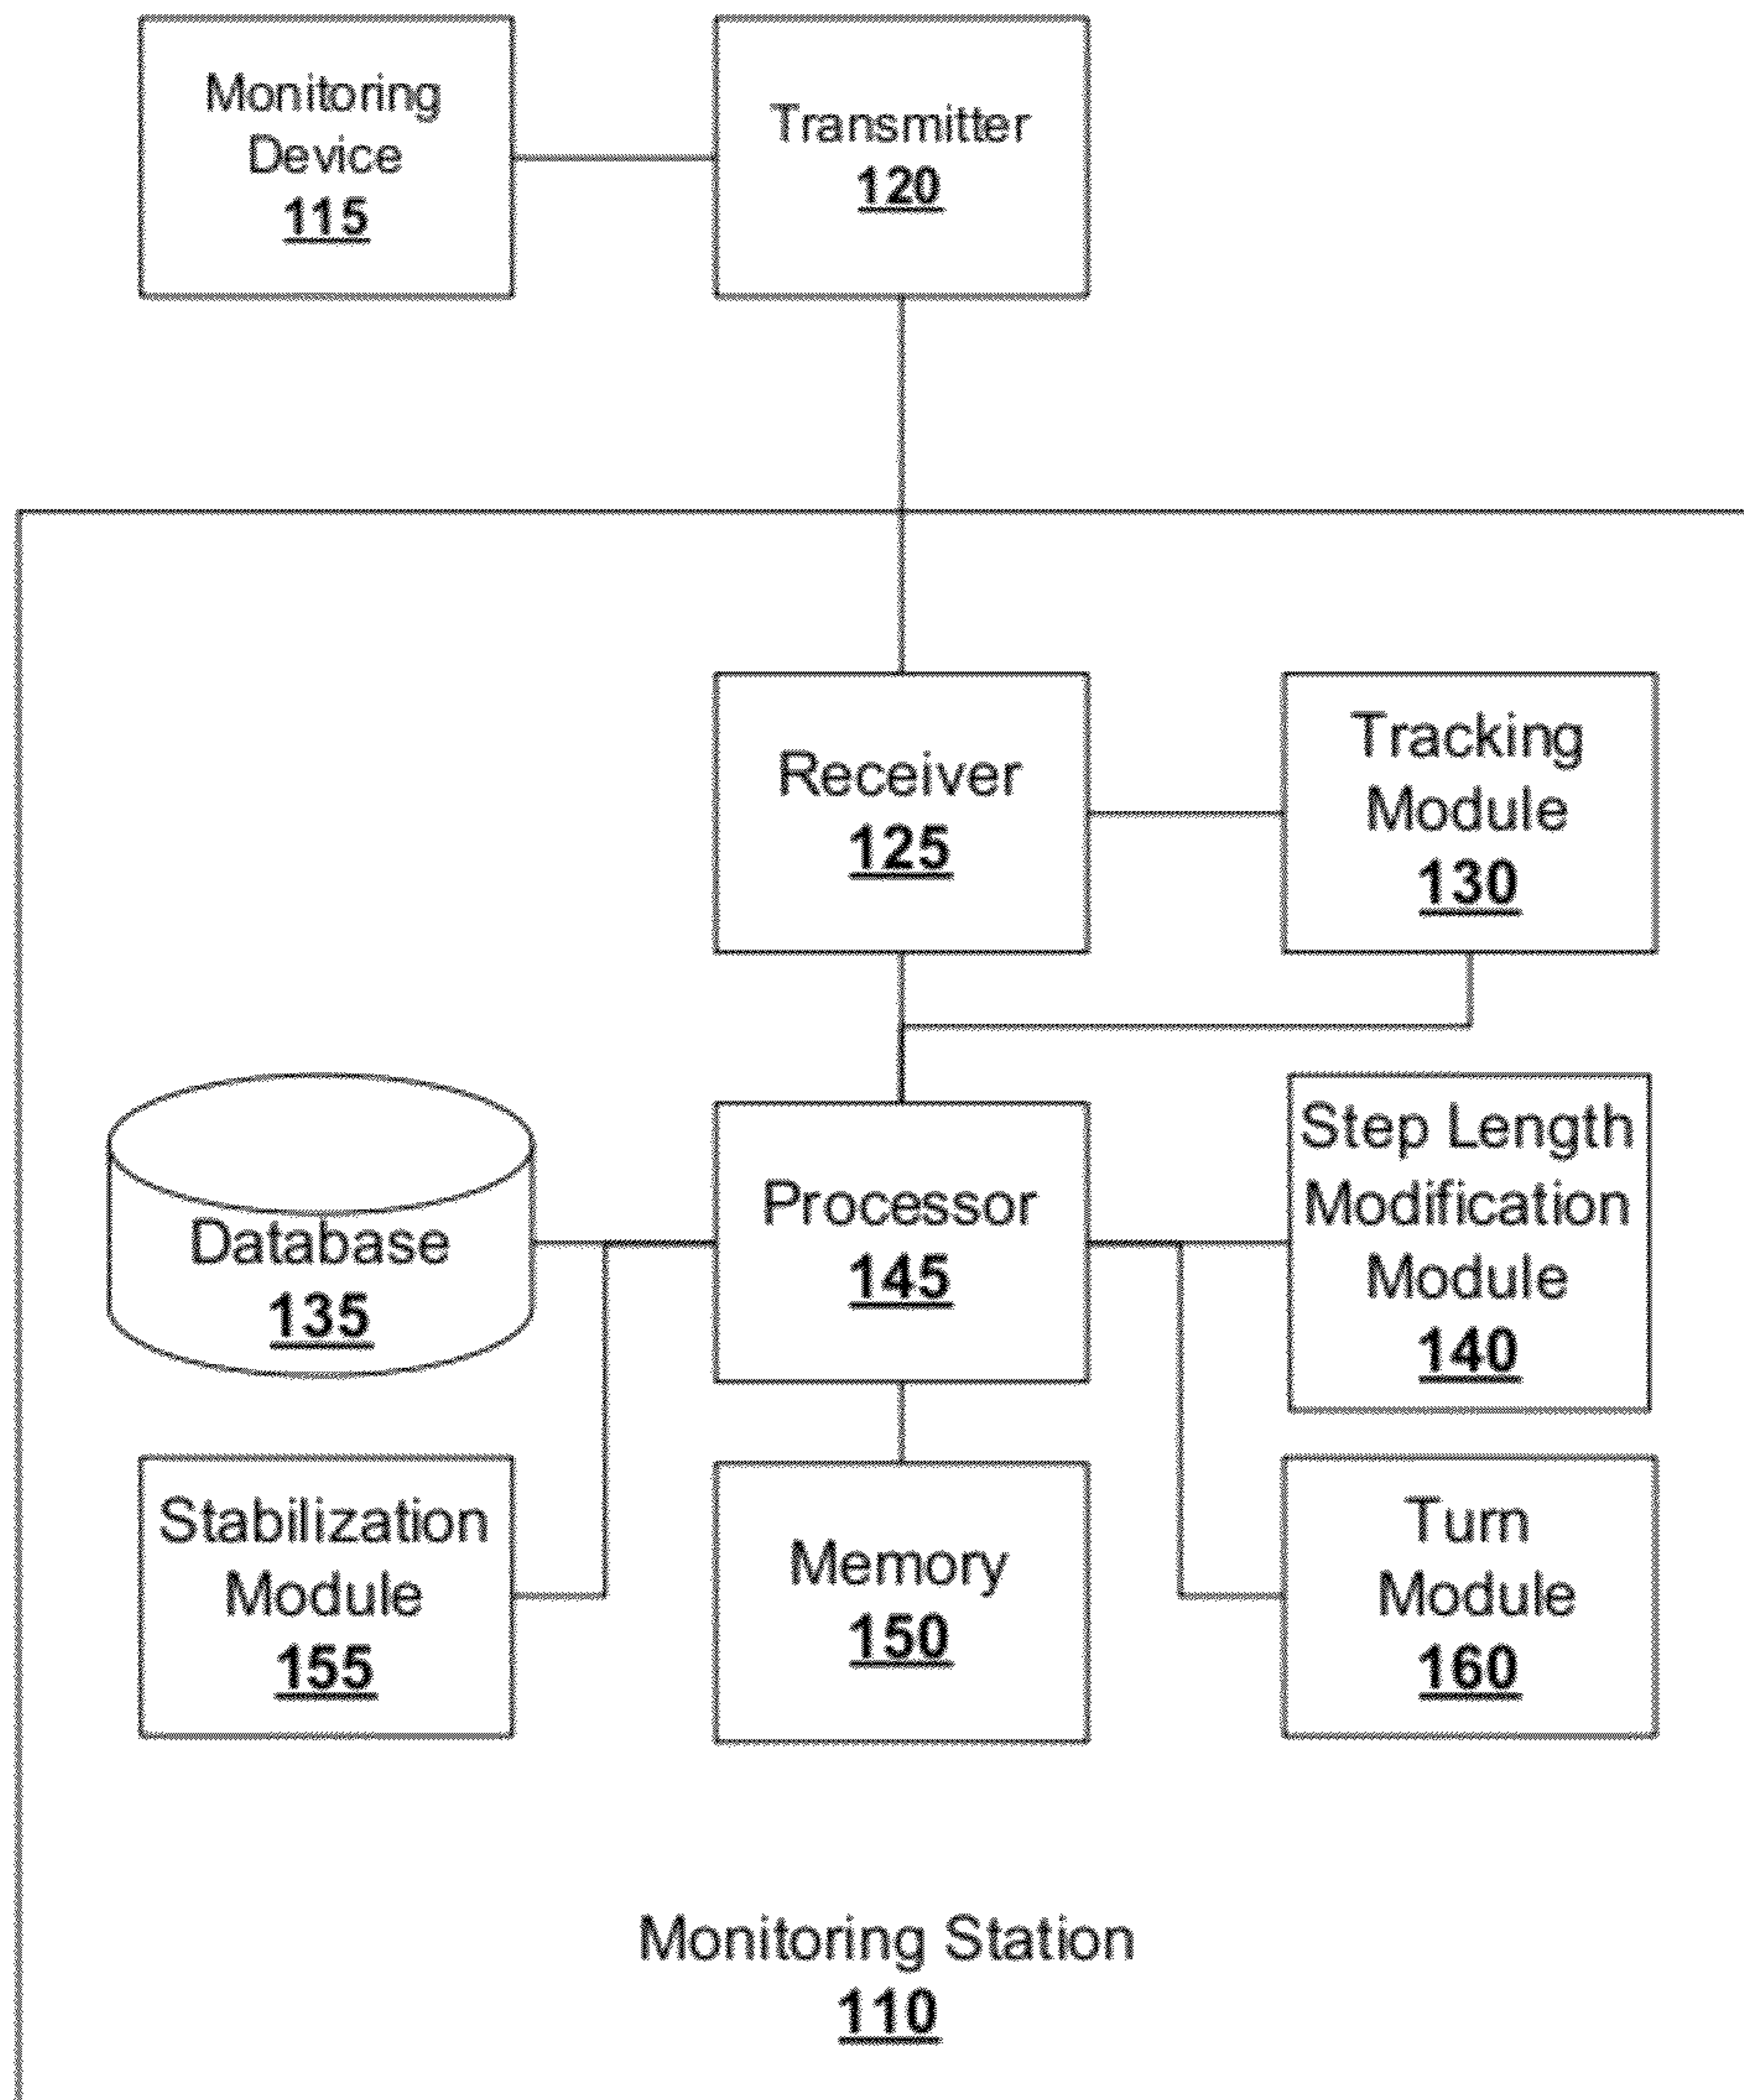 Monitoring
Device
115
Transmitter
120
Receiver
125
Tracking
Module
130
Database
135
Processor
145
Step Length
Modification
Module
140
Stabilization
Module
155
Memory
150
Turn
Module
160
Monitoring Station
110